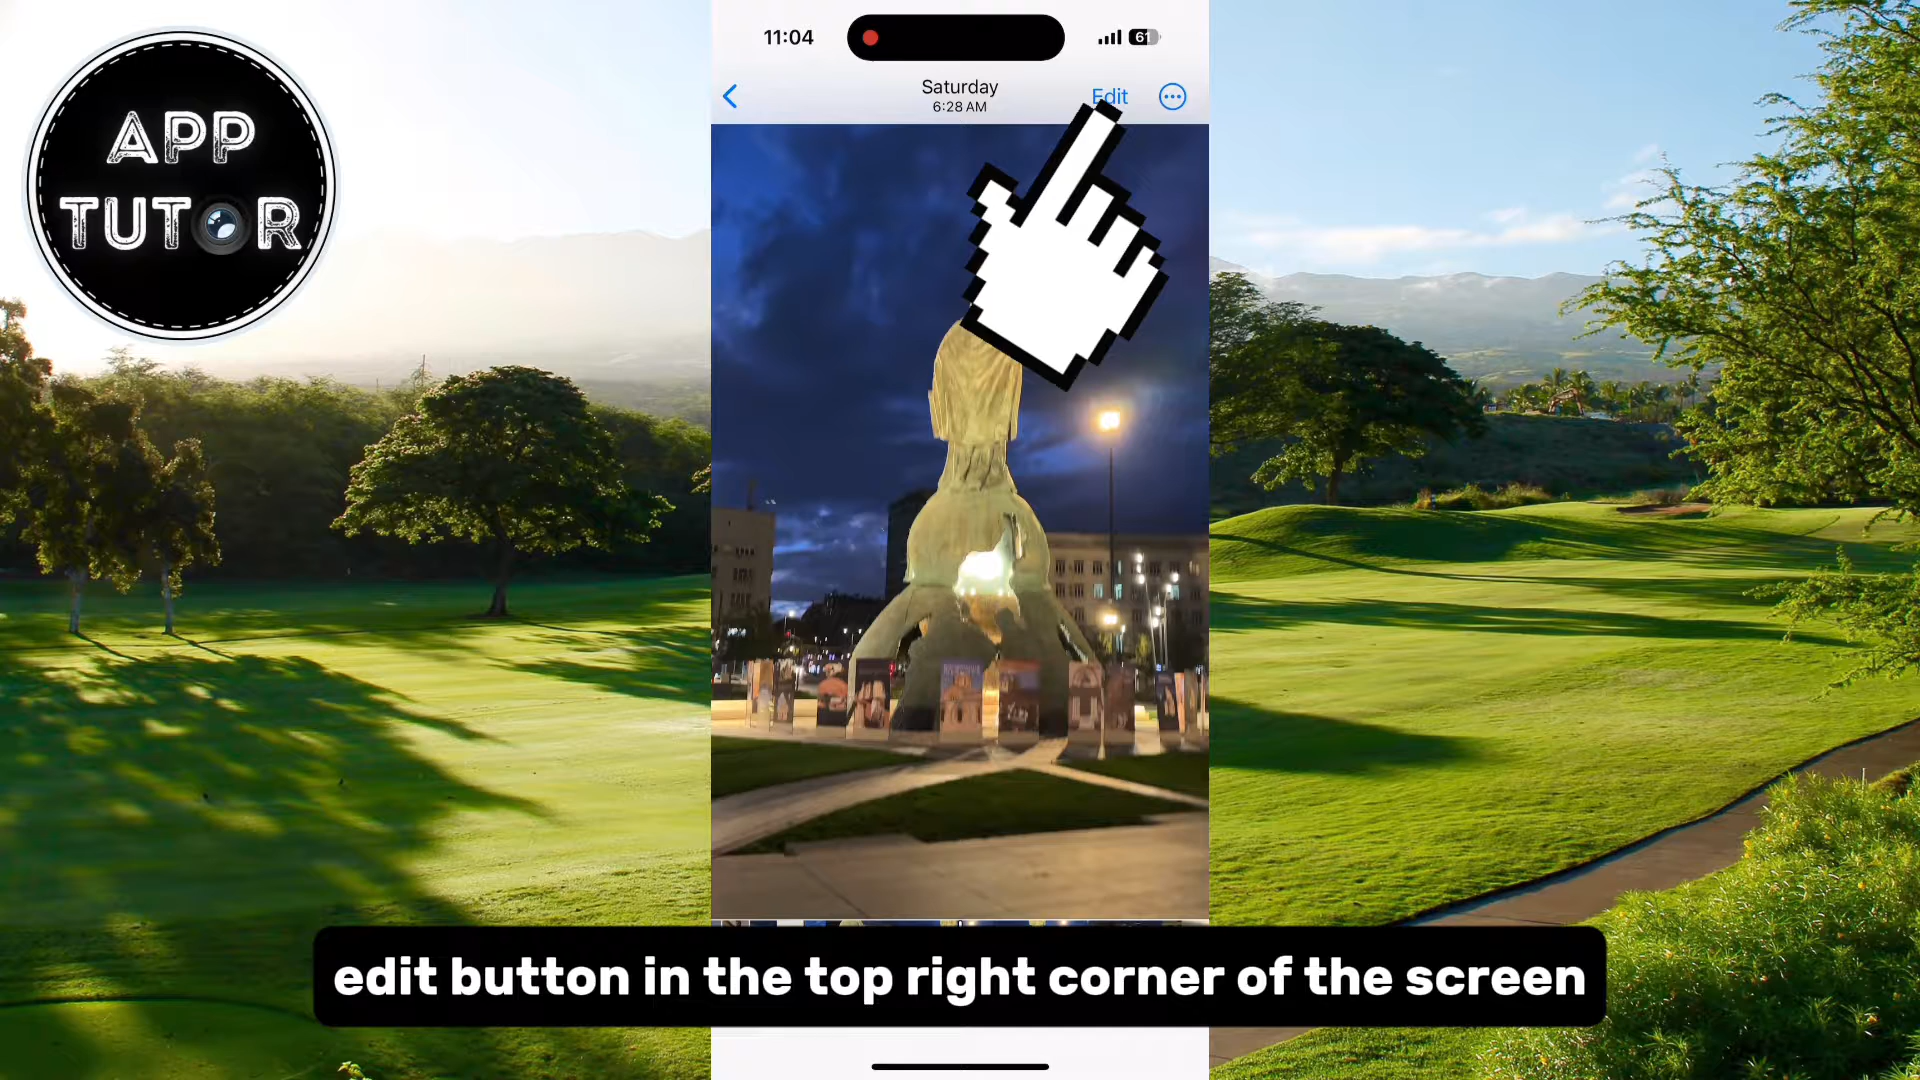 APP
TUTOR
11:04
61
Saturday
6:28 AM
Edit
edit button in the top right corner of the screen